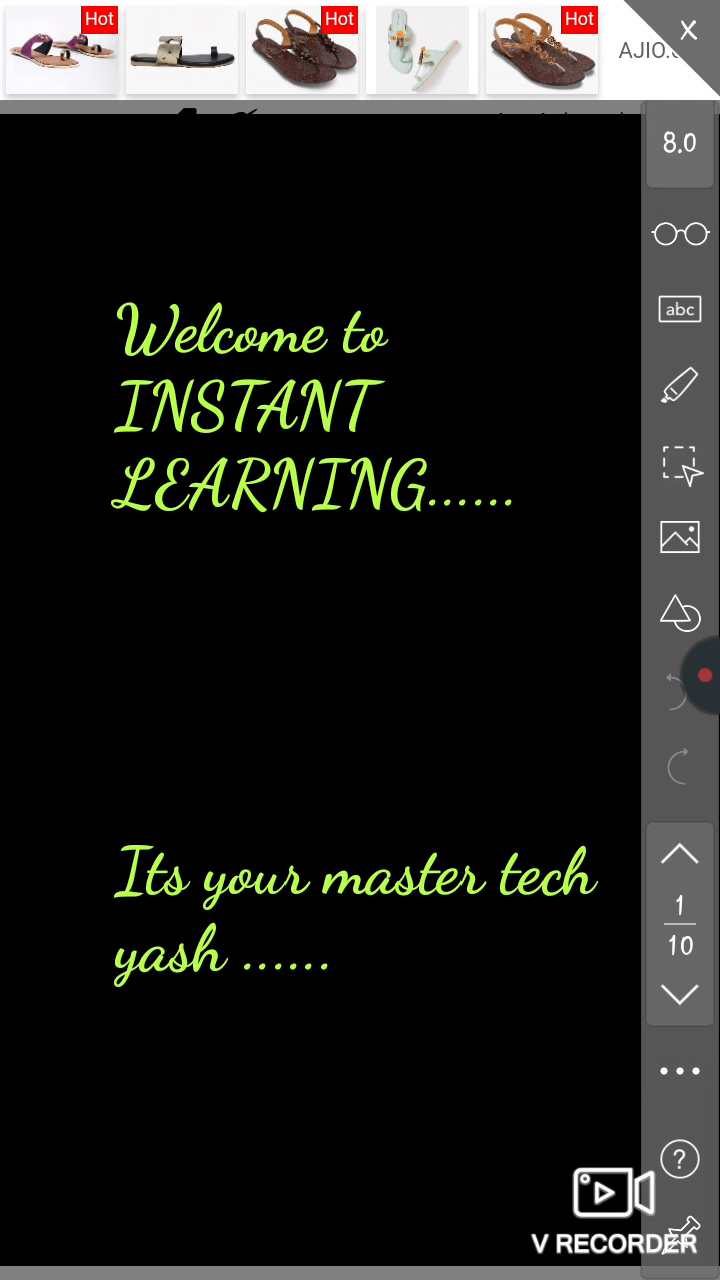 Hot
Hot
Hot
AJIO.
X
8.0
abc
Welcome to
INSTANT
LEARNING......
Its your master tech
yash ......
1
10
?
V RECORDER